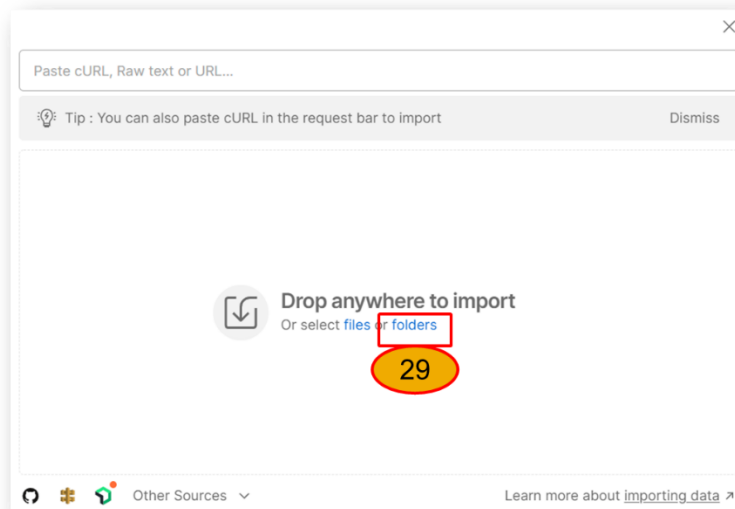 Paste cURL, Raw text or URL...
Tip : You can also paste cURL in the request bar to import
Dismiss
Drop anywhere to import
Or select files or folders
29
Other Sources
Learn more about importing data